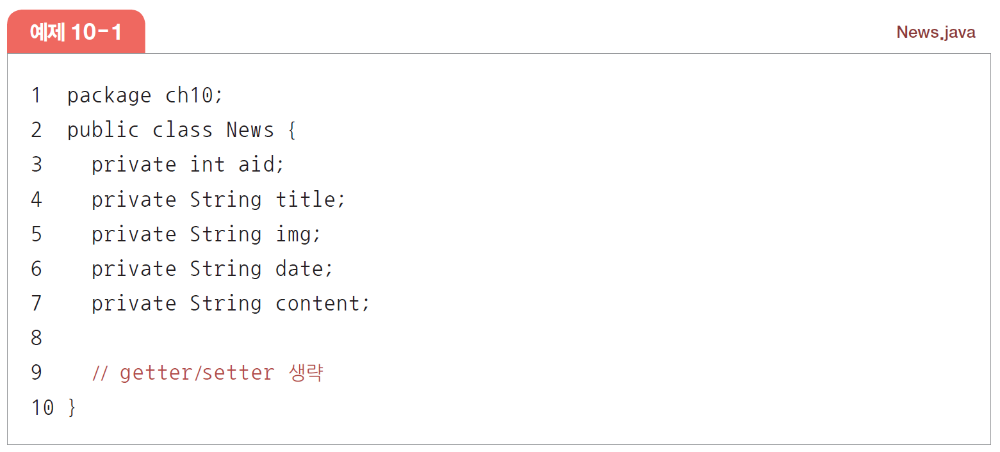 예제 10-1
News.java
1 package ch10;
2 public class News {
3   private int aid;
4   private String title;
5   private String img;
6   private String date;
7   private String content;
8
9   // getter/setter 생략
10 }